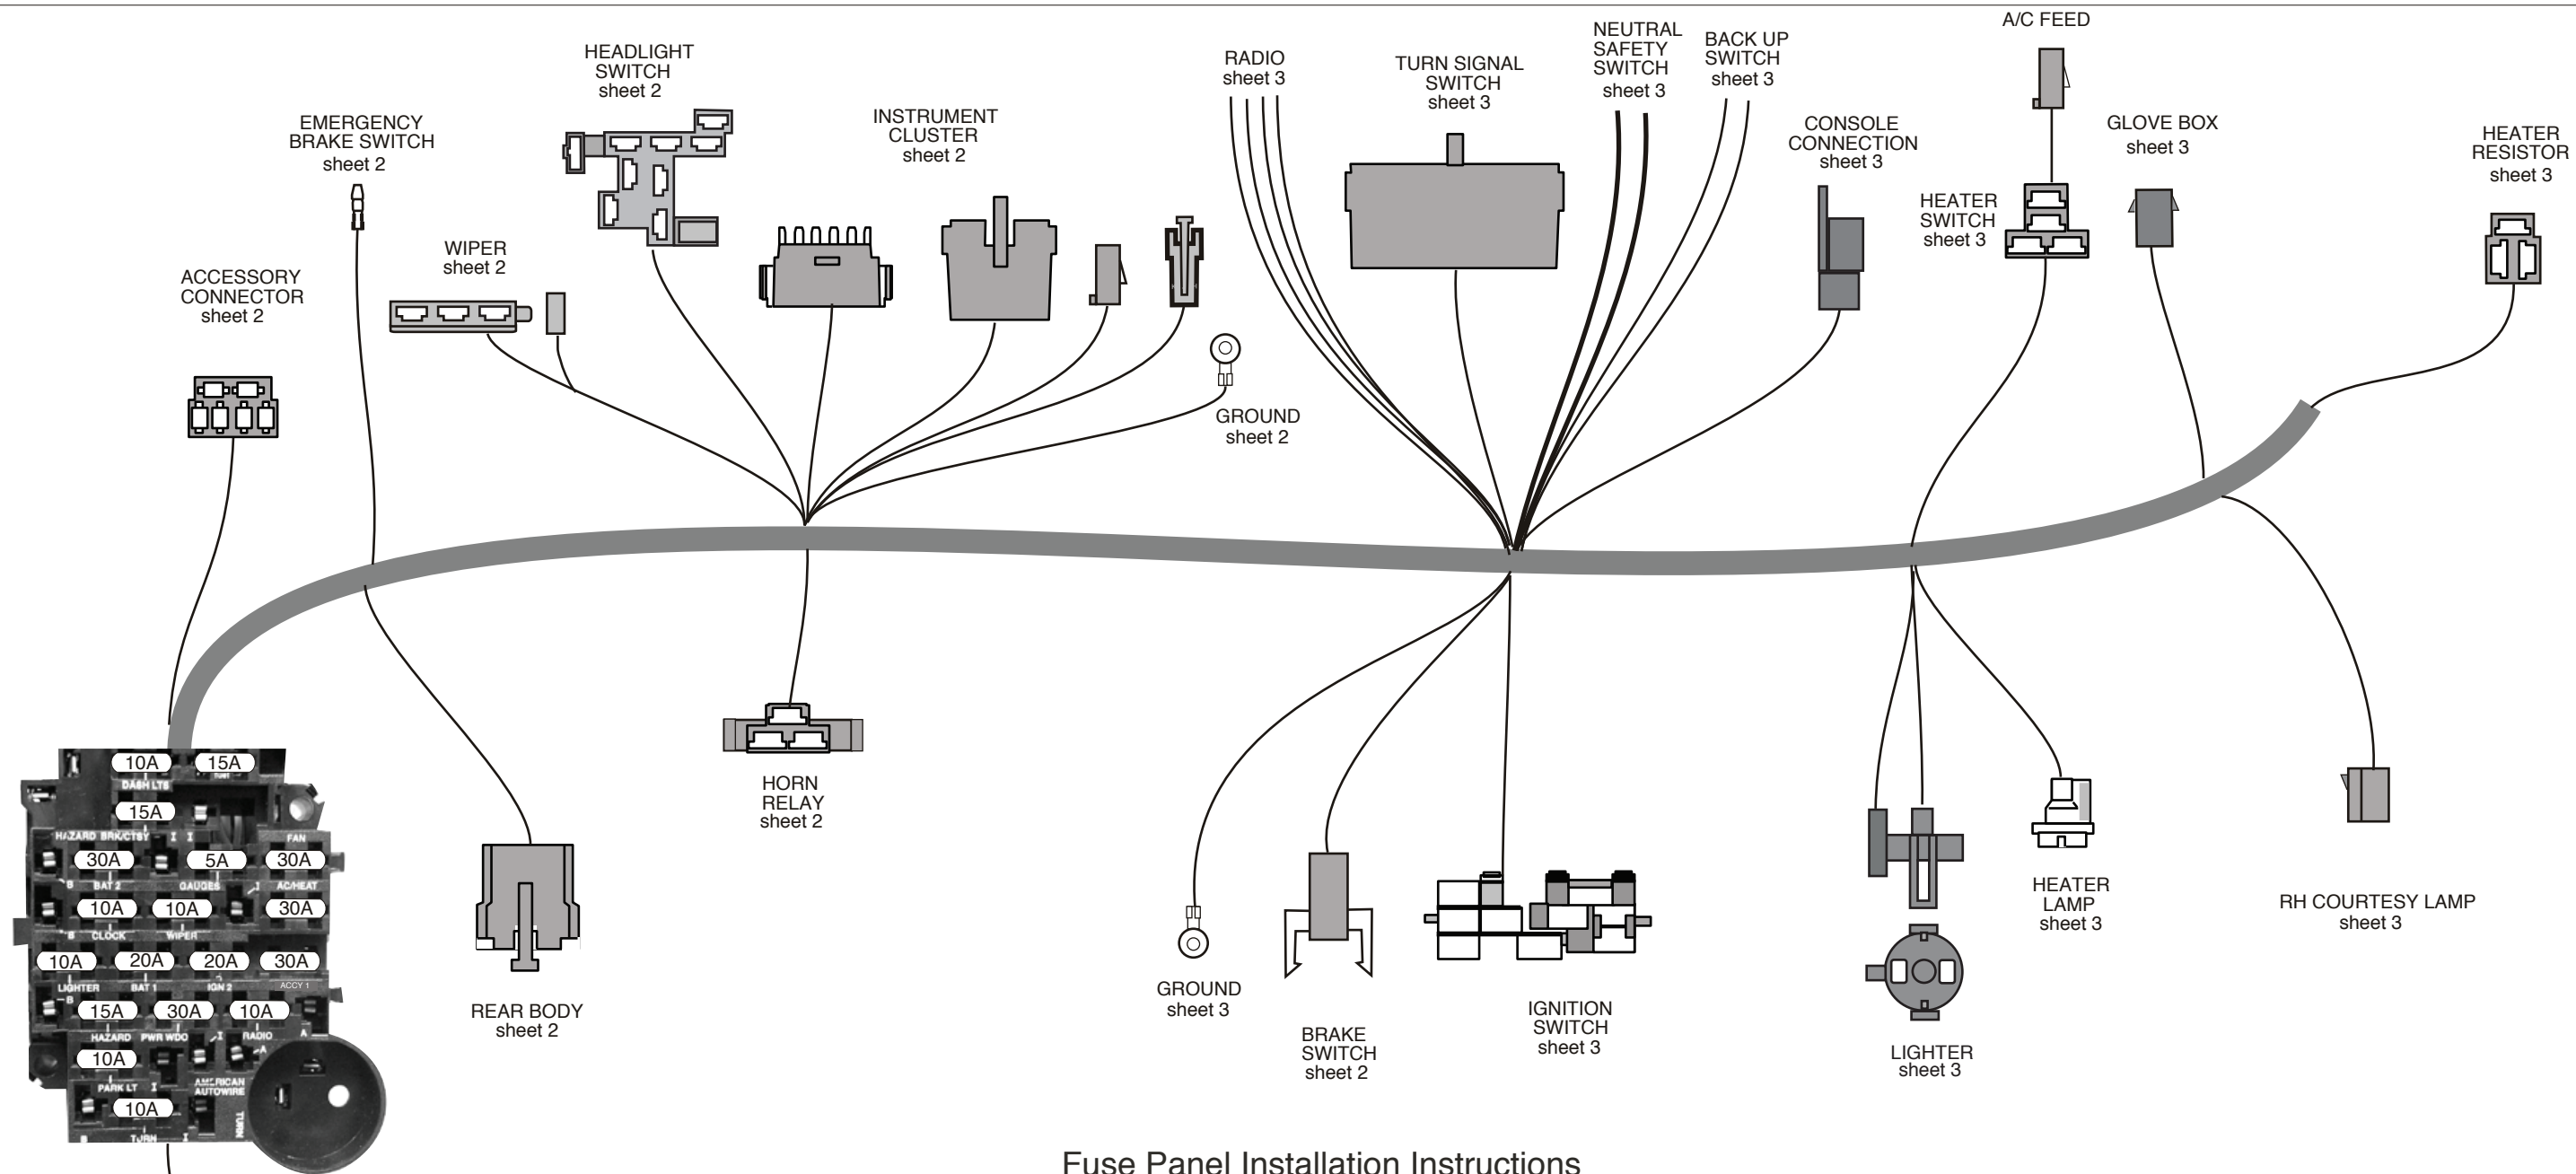 A/C FEED
HEADLIGHT
SWITCH
sheet 2
RADIO
sheet 3
TURN SIGNAL
SWITCH
sheet 3
NEUTRAL
SAFETY
SWITCH
sheet 3
BACK UP
SWITCH
sheet 3
EMERGENCY
BRAKE SWITCH
sheet 2
INSTRUMENT
CLUSTER
sheet 2
CONSOLE
CONNECTION
sheet 3
GLOVE BOX
sheet 3
HEATER
RESISTOR
sheet 3
HEATER
SWITCH
sheet 3
WIPER
sheet 2
ACCESSORY
CONNECTOR
sheet 2
GROUND
sheet 2
10A 15A
DASH LTS
15A
HAZARD BRK/CTSY I I FAN
30A 5A 30A
B BAT 2 GAUGES I AC/HEAT
10A 10A 30A
B CLOCK WIPER
10A 20A 20A 30A
LIGHTER BAT 1 IGN 2 ACCY 1
B
15A 30A 10A
HAZARD PWR WDO I RADIO A
10A A
PARK LT I AMERICAN
AUTOWIRE
10A
TURN
B TURN I
HORN
RELAY
sheet 2
REAR BODY
sheet 2
GROUND
sheet 3
BRAKE
SWITCH
sheet 2
IGNITION
SWITCH
sheet 3
LIGHTER
sheet 3
HEATER
LAMP
sheet 3
RH COURTESY LAMP
sheet 3
Fuse Panel Installation Instructions